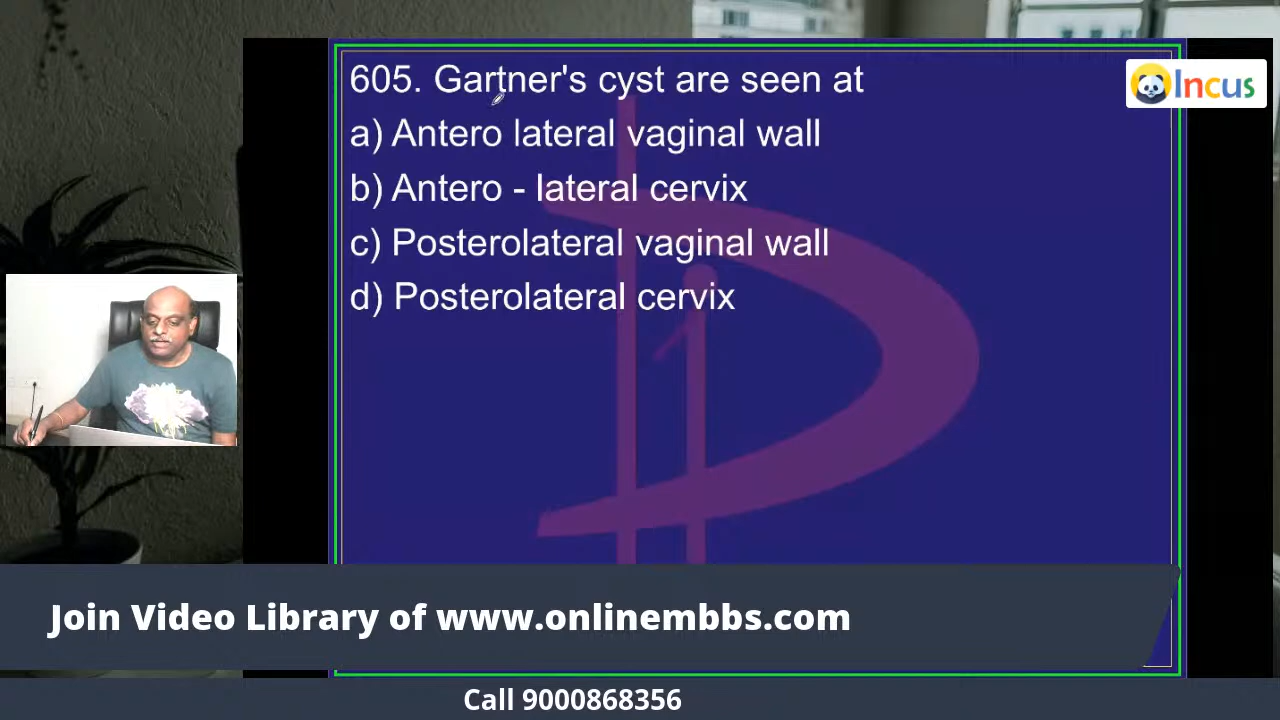 605. Gartner's cyst are seen at
a) Antero lateral vaginal wall
b) Antero - lateral cervix
c) Posterolateral vaginal wall
d) Posterolateral cervix
Incus
Join Video Library of www.onlinembbs.com
Call 9000868356